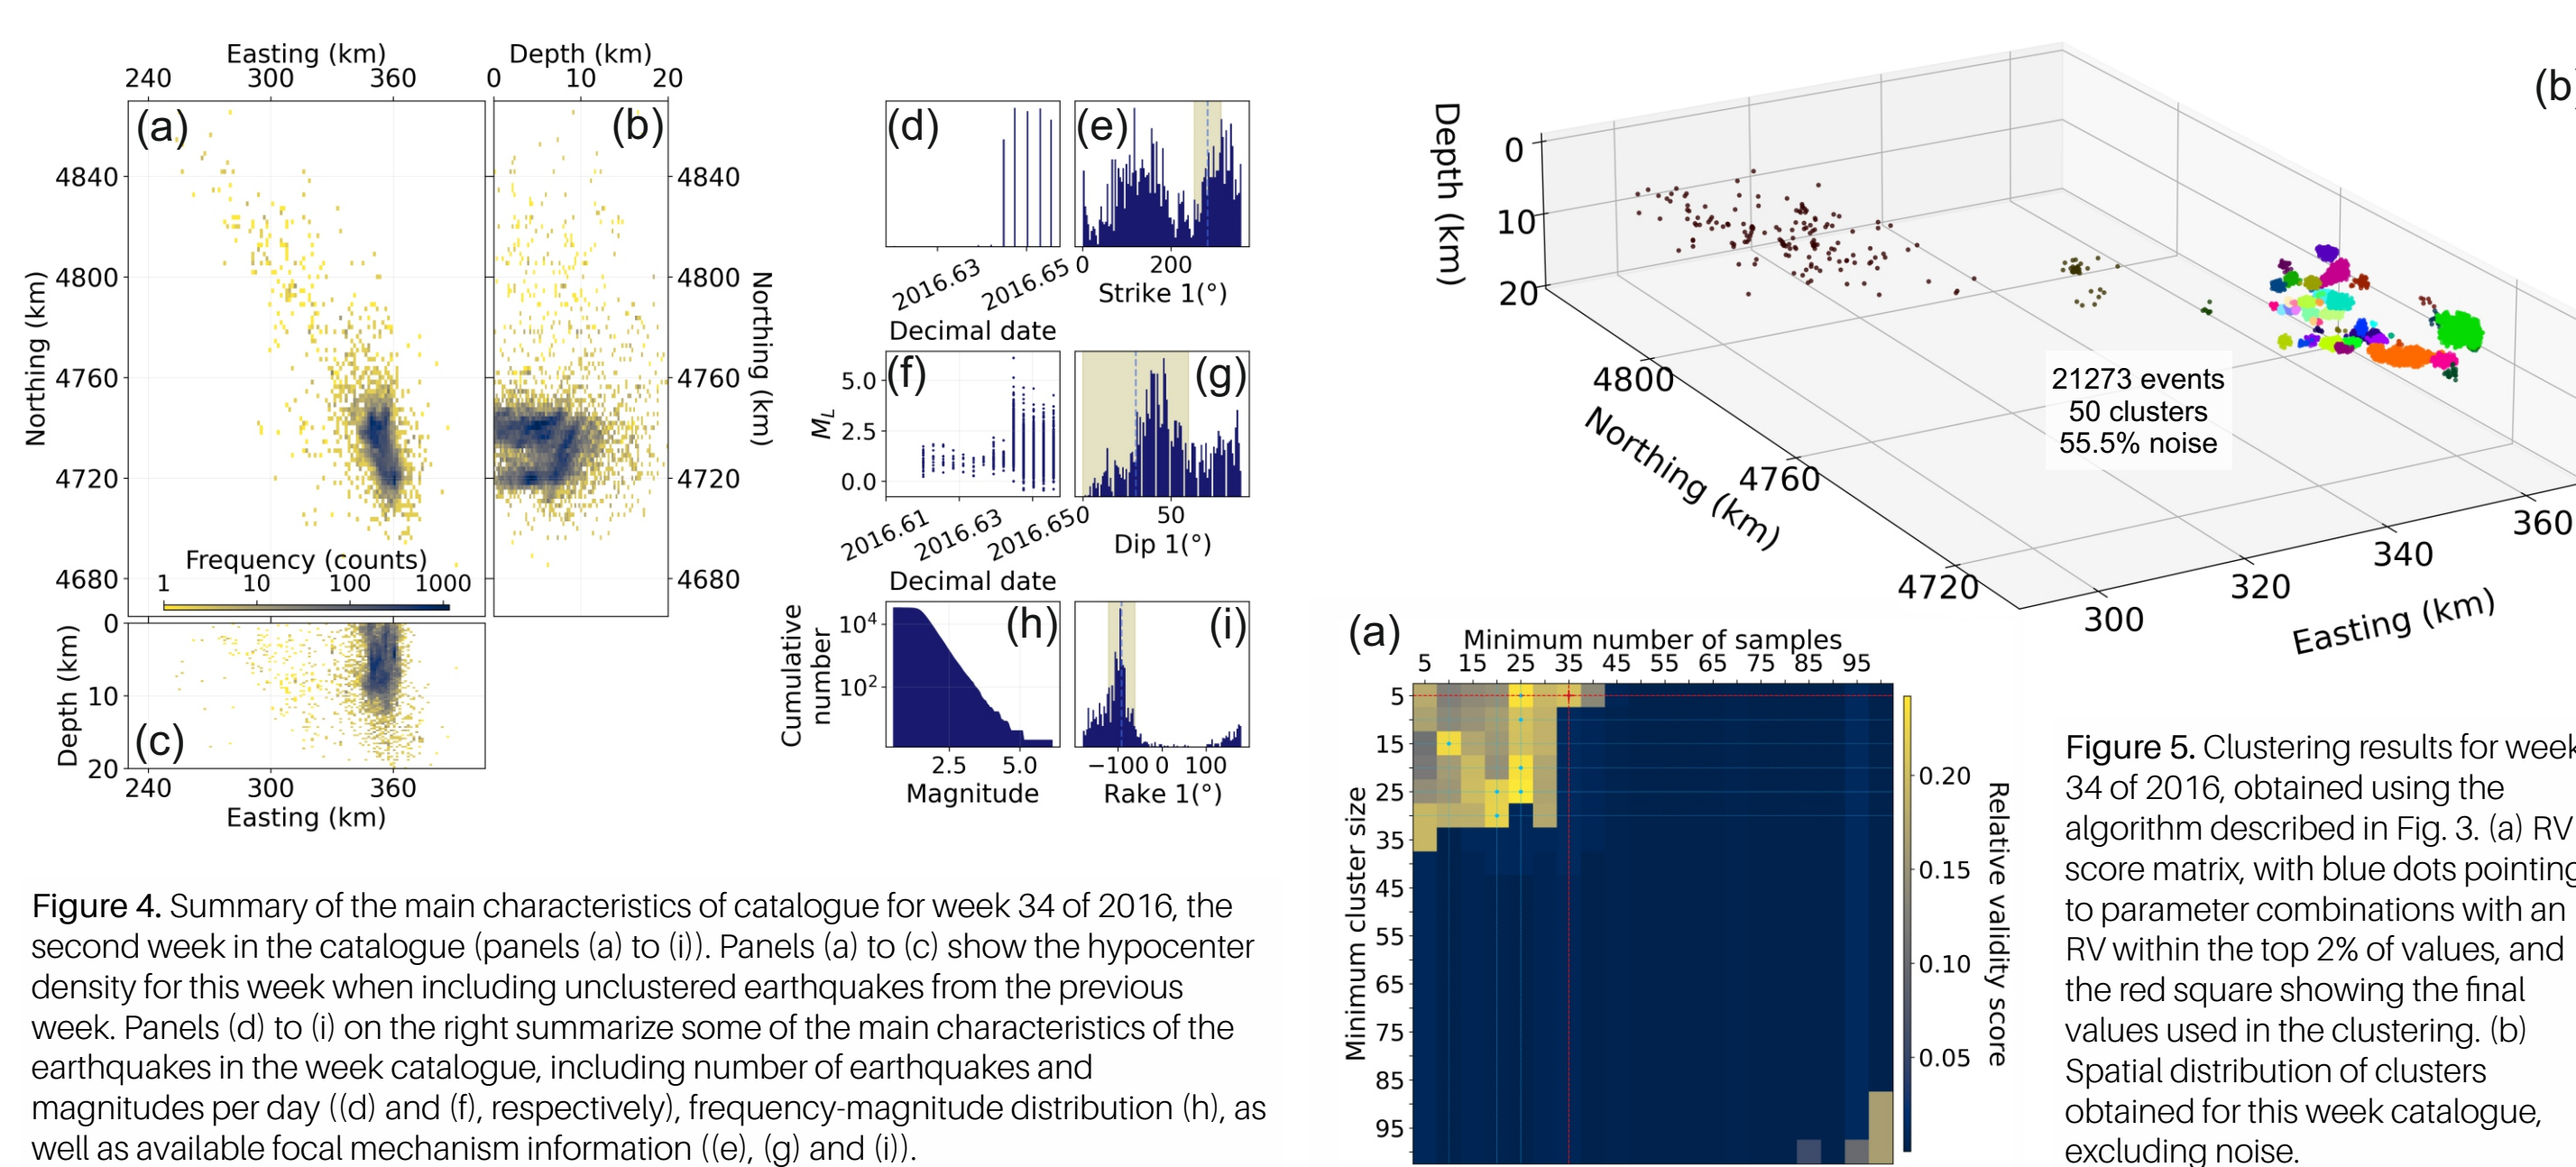 Easting (km)
240 300 360
Depth (km)
0 10 20
(a)
(b)
Northing (km)
4840
4800
4760
4720
4680
4840
4800
4760
4720
4680
Northing (km)
Frequency (counts)
1 10 100 1000
Depth (km)
0
10
20
(c)
240 300 360
Easting (km)
(d)
2016.63 2016.65
Decimal date
(e)
0 200
Strike 1(°)
(f)
M_L
5.0
2.5
0.0
2016.61 2016.63 2016.65
Decimal date
(g)
0 50
Dip 1(°)
(h)
Cumulative
number
10⁴
10²
2.5 5.0
Magnitude
(i)
−100 0 100
Rake 1(°)
Figure 4. Summary of the main characteristics of catalogue for week 34 of 2016, the
second week in the catalogue (panels (a) to (i)). Panels (a) to (c) show the hypocenter
density for this week when including unclustered earthquakes from the previous
week. Panels (d) to (i) on the right summarize some of the main characteristics of the
earthquakes in the week catalogue, including number of earthquakes and
magnitudes per day ((d) and (f), respectively), frequency-magnitude distribution (h), as
well as available focal mechanism information ((e), (g) and (i)).
(b)
Depth (km)
0
10
20
4800
4760
4720
Northing (km)
21273 events
50 clusters
55.5% noise
300
320
340
360
Easting (km)
(a)
Minimum number of samples
5 15 25 35 45 55 65 75 85 95
Minimum cluster size
5
15
25
35
45
55
65
75
85
95
0.20
0.15
0.10
0.05
Relative validity score
Figure 5. Clustering results for week
34 of 2016, obtained using the
algorithm described in Fig. 3. (a) RV
score matrix, with blue dots pointing
to parameter combinations with an
RV within the top 2% of values, and
the red square showing the final
values used in the clustering. (b)
Spatial distribution of clusters
obtained for this week catalogue,
excluding noise.